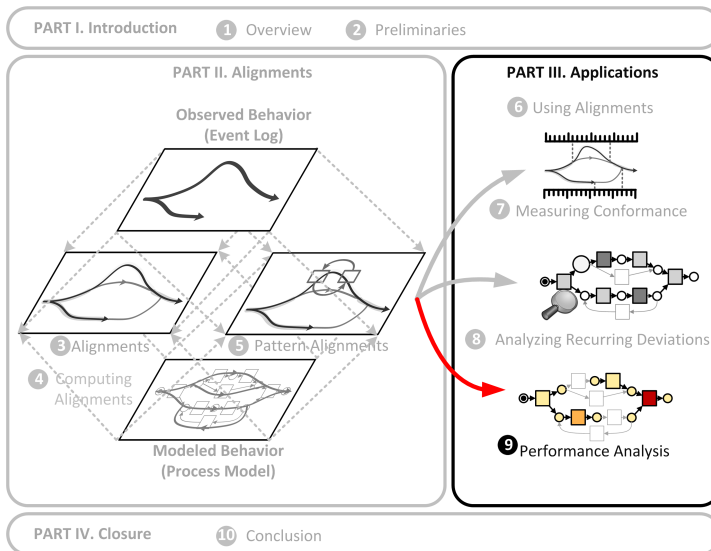 PART I. Introduction 1 Overview 2 Preliminaries
PART II. Alignments
Observed Behavior
(Event Log)
3 Alignments
5 Pattern Alignments
4 Computing
Alignments
Modeled Behavior
(Process Model)
PART III. Applications
6 Using Alignments
7 Measuring Conformance
8 Analyzing Recurring Deviations
9 Performance Analysis
PART IV. Closure 10 Conclusion